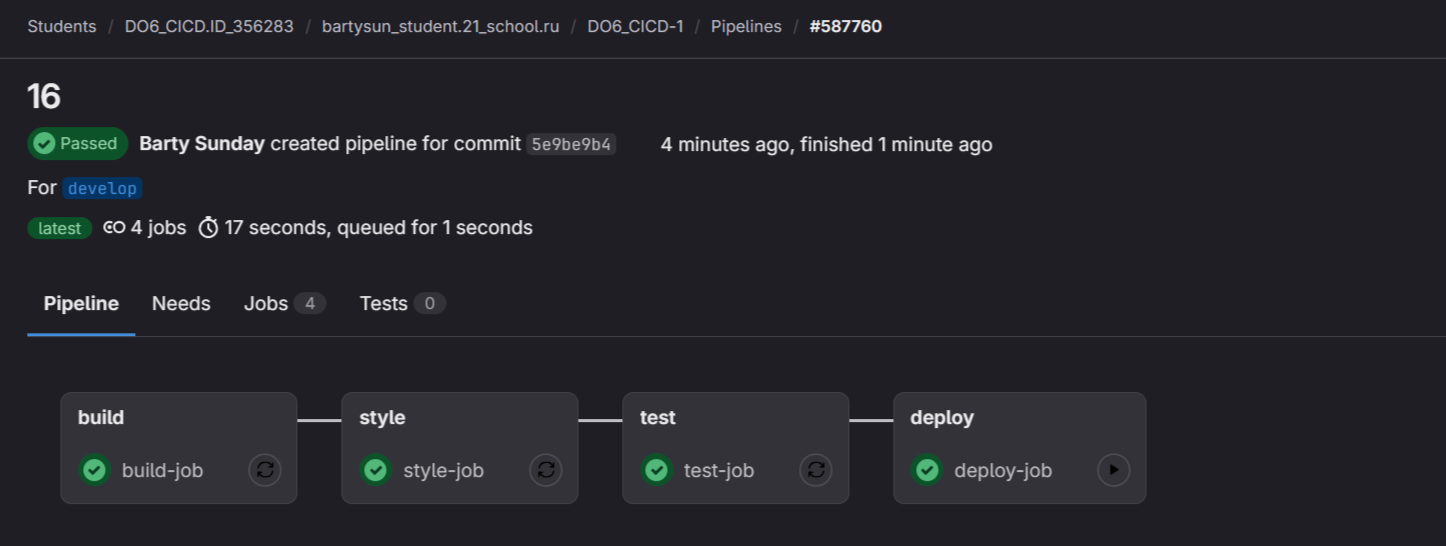 Students / DO6_CICD.ID_356283 / bartysun_student.21_school.ru / DO6_CICD-1 / Pipelines / #587760
16
Passed Barty Sunday created pipeline for commit 5e9be9b4 4 minutes ago, finished 1 minute ago
For develop
latest 4 jobs 17 seconds, queued for 1 seconds
Pipeline Needs Jobs 4 Tests 0
build style test deploy
build-job style-job test-job deploy-job